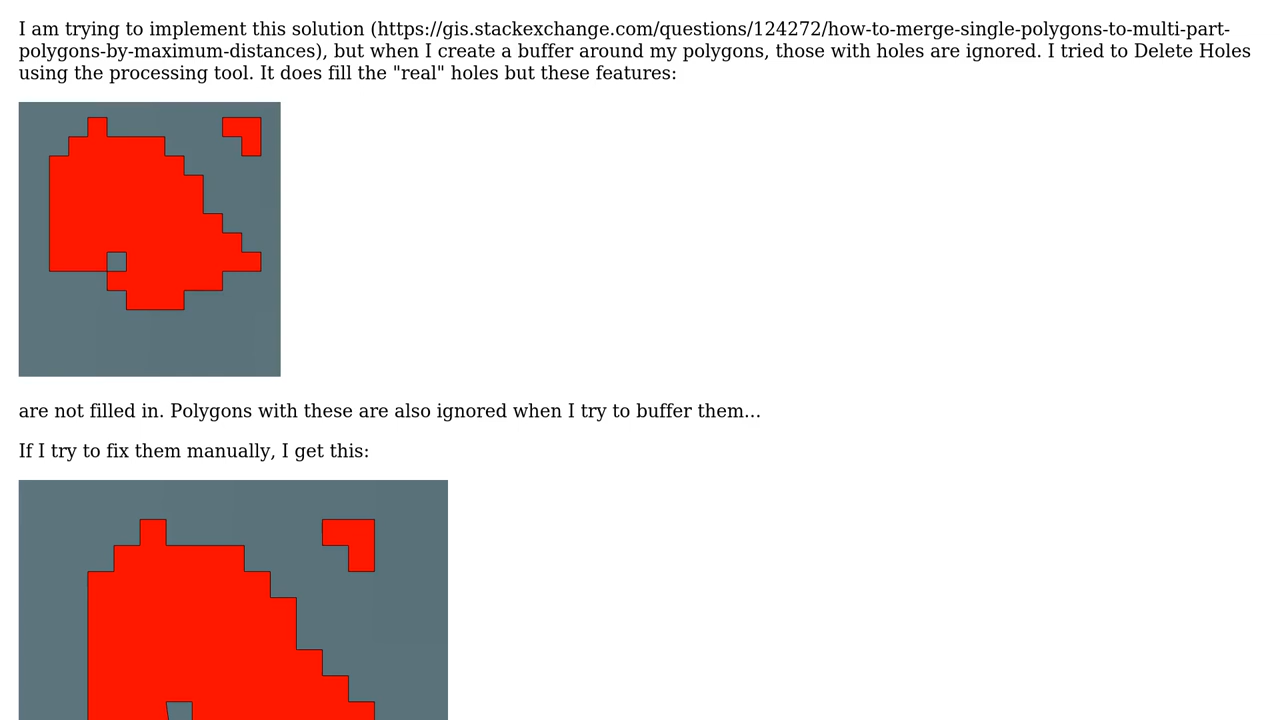 I am trying to implement this solution (https://gis.stackexchange.com/questions/124272/how-to-merge-single-polygons-to-multi-part-
polygons-by-maximum-distances), but when I create a buffer around my polygons, those with holes are ignored. I tried to Delete Holes
using the processing tool. It does fill the "real" holes but these features:
are not filled in. Polygons with these are also ignored when I try to buffer them...
If I try to fix them manually, I get this: